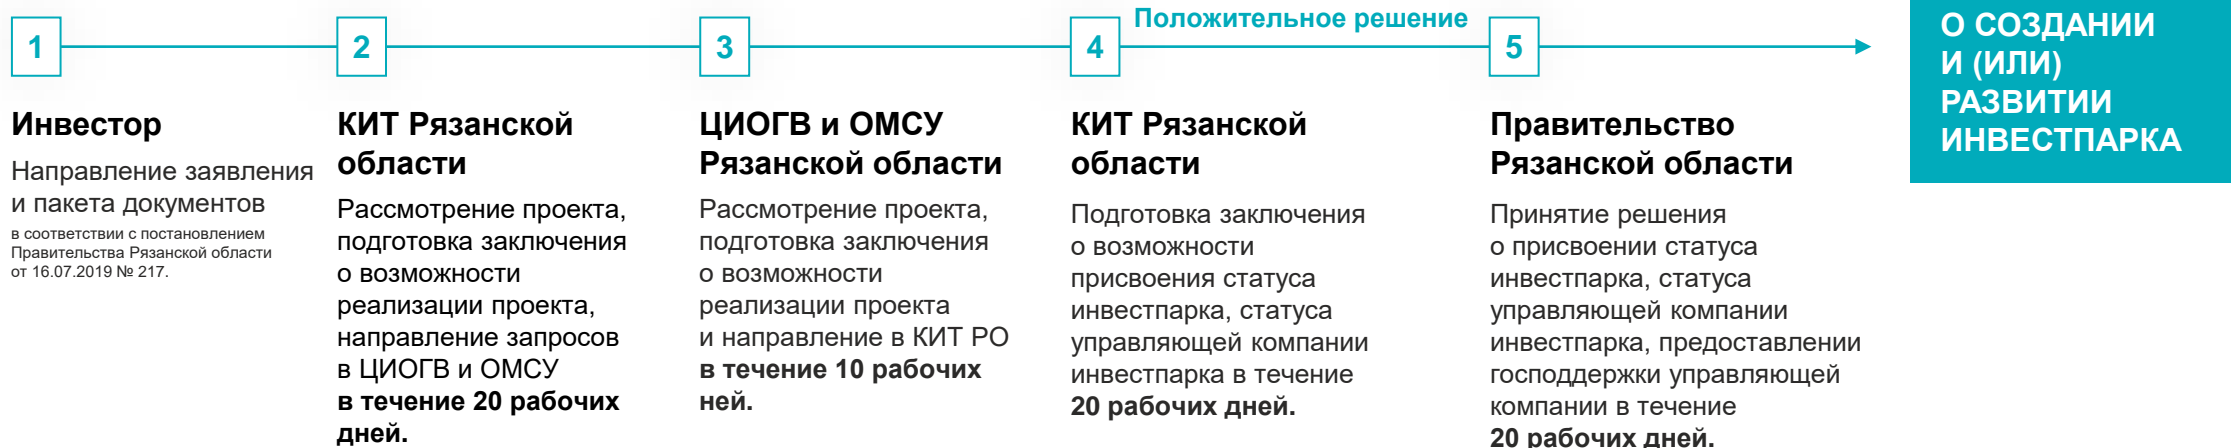 1
2
3
4
Положительное решение
5
О СОЗДАНИИ
И (ИЛИ)
РАЗВИТИИ
ИНВЕСТПАРКА
Инвестор
Направление заявления
и пакета документов
в соответствии с постановлением
Правительства Рязанской области
от 16.07.2019 № 217.
КИТ Рязанской
области
Рассмотрение проекта,
подготовка заключения
о возможности
реализации проекта,
направление запросов
в ЦИОГВ и ОМСУ
в течение 20 рабочих
дней.
ЦИОГВ и ОМСУ
Рязанской области
Рассмотрение проекта,
подготовка заключения
о возможности
реализации проекта
и направление в КИТ РО
в течение 10 рабочих
ней.
КИТ Рязанской
области
Подготовка заключения
о возможности
присвоения статуса
инвестпарка, статуса
управляющей компании
инвестпарка в течение
20 рабочих дней.
Правительство
Рязанской области
Принятие решения
о присвоении статуса
инвестпарка, статуса
управляющей компании
инвестпарка, предоставлении
господдержки управляющей
компании в течение
20 рабочих дней.